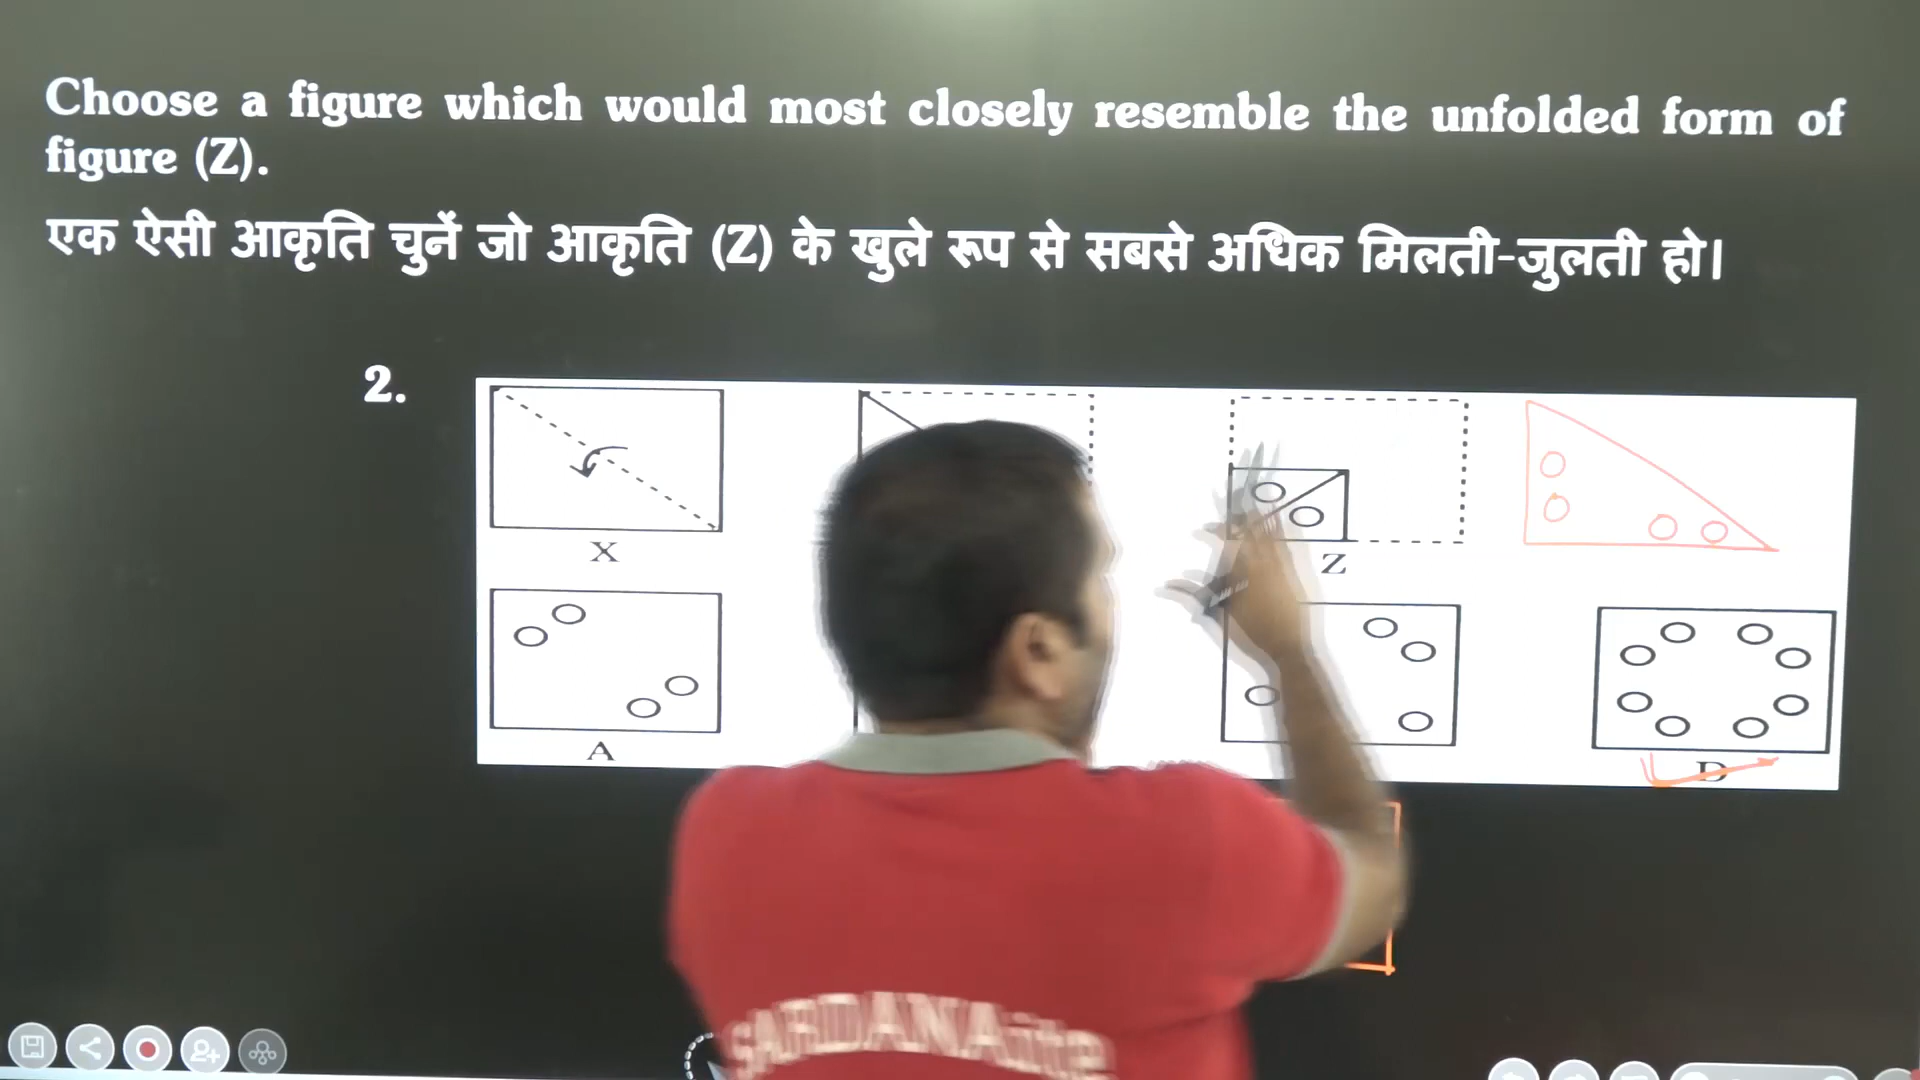 Choose a figure which would most closely resemble the unfolded form of
figure (Z).
एक ऐसी आकृति चुनें जो आकृति (Z) के खुले रूप से सबसे अधिक मिलती-जुलती हो।
2.
X
Z
A
D
SARDANAite